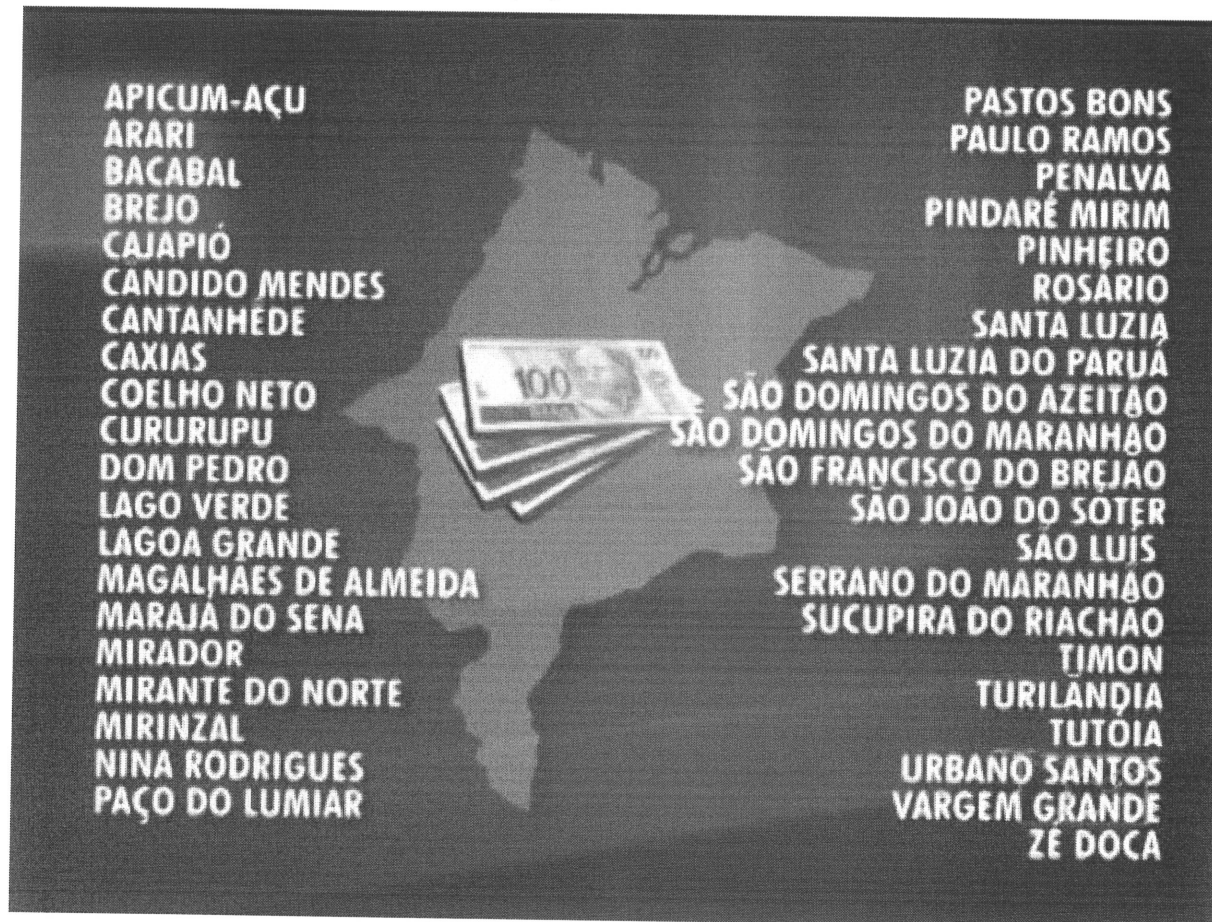 APICUM-AÇU
ARARI
BACABAL
BREJO
CAJAPIÓ
CÂNDIDO MENDES
CANTANHÊDE
CAXIAS
COELHO NETO
CURURUPU
DOM PEDRO
LAGO VERDE
LAGOA GRANDE
MAGALHÃES DE ALMEIDA
MARAJÁ DO SENA
MIRADOR
MIRANTE DO NORTE
MIRINZAL
NINA RODRIGUES
PAÇO DO LUMIAR
100
PASTOS BONS
PAULO RAMOS
PENALVA
PINDARÉ MIRIM
PINHEIRO
ROSÁRIO
SANTA LUZIA
SANTA LUZIA DO PARUÁ
SÃO DOMINGOS DO AZEITÃO
SÃO DOMINGOS DO MARANHÃO
SÃO FRANCISCO DO BREJÃO
SÃO JOÃO DO SOTER
SÃO LUÍS
SERRANO DO MARANHÃO
SUCUPIRA DO RIACHÃO
TIMON
TURILÂNDIA
TUTÓIA
URBANO SANTOS
VARGEM GRANDE
ZÉ DOCA